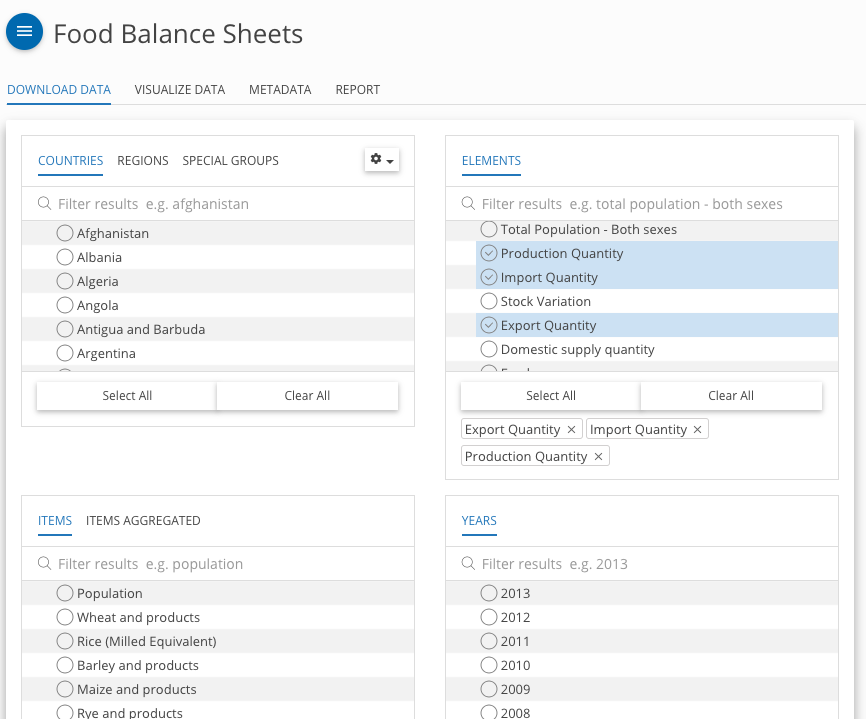 Food Balance Sheets
DOWNLOAD DATA VISUALIZE DATA METADATA REPORT
COUNTRIES REGIONS SPECIAL GROUPS
Filter results e.g. afghanistan
Afghanistan
Albania
Algeria
Angola
Antigua and Barbuda
Argentina
Select All Clear All
ELEMENTS
Filter results e.g. total population - both sexes
Total Population - Both sexes
Production Quantity
Import Quantity
Stock Variation
Export Quantity
Domestic supply quantity
Select All Clear All
Export Quantity × Import Quantity ×
Production Quantity ×
ITEMS ITEMS AGGREGATED
Filter results e.g. population
Population
Wheat and products
Rice (Milled Equivalent)
Barley and products
Maize and products
Rye and products
YEARS
Filter results e.g. 2013
2013
2012
2011
2010
2009
2008